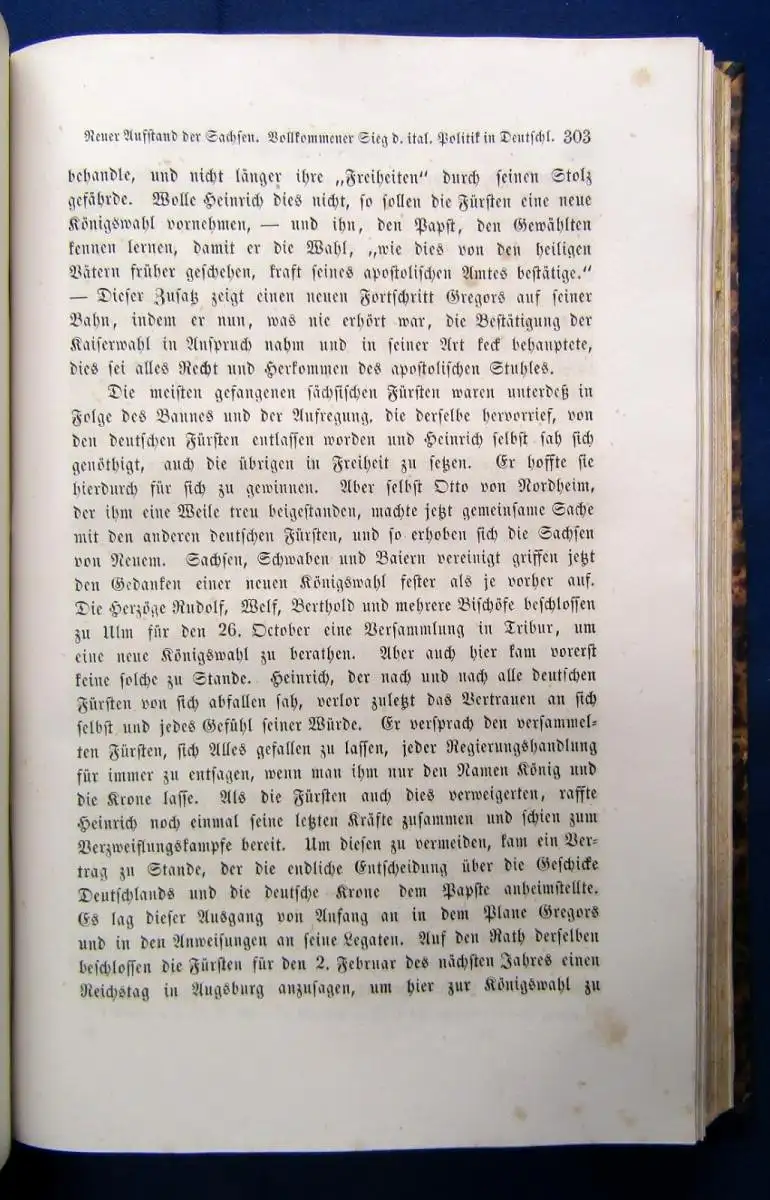 Neuer Aufstand der Sachsen. Vollkommener Sieg d. ital. Politik in Deutschl. 303
behandle, und nicht länger ihre „Freiheiten“ durch seinen Stolz
gefährde. Wolle Heinrich dies nicht, so sollen die Fürsten eine neue
Königswahl vornehmen, — und ihn, den Papst, den Gewählten
kennen lernen, damit er die Wahl, „wie dies von den heiligen
Vätern früher geschehen, kraft seines apostolischen Amtes bestätige.“
— Dieser Zusatz zeigt einen neuen Fortschritt Gregors auf seiner
Bahn, indem er nun, was nie erhört war, die Bestätigung der
Kaiserwahl in Anspruch nahm und in seiner Art keck behauptete,
dies sei alles Recht und Herkommen des apostolischen Stuhles.
Die meisten gefangenen sächsischen Fürsten waren unterdeß in
Folge des Bannes und der Aufregung, die derselbe hervorrief, von
den deutschen Fürsten entlassen worden und Heinrich selbst sah sich
genöthigt, auch die übrigen in Freiheit zu setzen. Er hoffte sie
hierdurch für sich zu gewinnen. Aber selbst Otto von Nordheim,
der ihm eine Weile treu beigestanden, machte jetzt gemeinsame Sache
mit den anderen deutschen Fürsten, und so erhoben sich die Sachsen
von Neuem. Sachsen, Schwaben und Baiern vereinigt griffen jetzt
den Gedanken einer neuen Königswahl fester als je vorher auf.
Die Herzöge Rudolf, Welf, Berthold und mehrere Bischöfe beschlossen
zu Ulm für den 26. October eine Versammlung in Tribur, um
eine neue Königswahl zu berathen. Aber auch hier kam vorerst
keine solche zu Stande. Heinrich, der nach und nach alle deutschen
Fürsten von sich abfallen sah, verlor zuletzt das Vertrauen an sich
selbst und jedes Gefühl seiner Würde. Er versprach den versammel-
ten Fürsten, sich Alles gefallen zu lassen, jeder Regierungshandlung
für immer zu entsagen, wenn man ihm nur den Namen König und
die Krone lasse. Als die Fürsten auch dies verweigerten, raffte
Heinrich noch einmal seine letzten Kräfte zusammen und schien zum
Verzweiflungskampfe bereit. Um diesen zu vermeiden, kam ein Ver-
trag zu Stande, der die endliche Entscheidung über die Geschicke
Deutschlands und die deutsche Krone dem Papste anheimstellte.
Es lag dieser Ausgang von Anfang an in dem Plane Gregors
und in den Anweisungen an seine Legaten. Auf den Rath derselben
beschlossen die Fürsten für den 2. Februar des nächsten Jahres einen
Reichstag in Augsburg anzusagen, um hier zur Königswahl zu